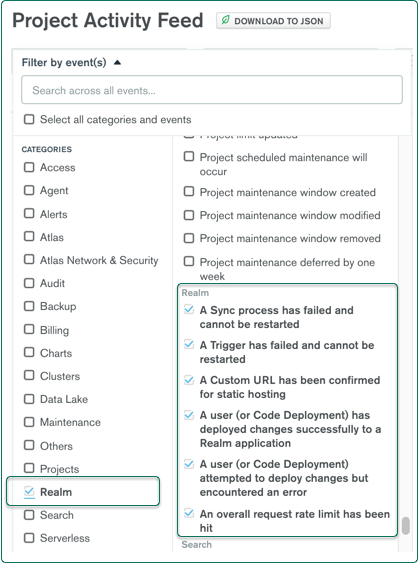 Project Activity Feed
DOWNLOAD TO JSON
Filter by event(s)
Search across all events...
Select all categories and events
CATEGORIES
Access
Agent
Alerts
Atlas
Atlas Network & Security
Audit
Backup
Billing
Charts
Clusters
Data Lake
Maintenance
Others
Projects
Realm
Search
Serverless
Project limit updated
Project scheduled maintenance will
occur
Project maintenance window created
Project maintenance window modified
Project maintenance window removed
Project maintenance deferred by one
week
Realm
A Sync process has failed and
cannot be restarted
A Trigger has failed and cannot be
restarted
A Custom URL has been confirmed
for static hosting
A user (or Code Deployment) has
deployed changes successfully to a
Realm application
A user (or Code Deployment)
attempted to deploy changes but
encountered an error
An overall request rate limit has been
hit
Search